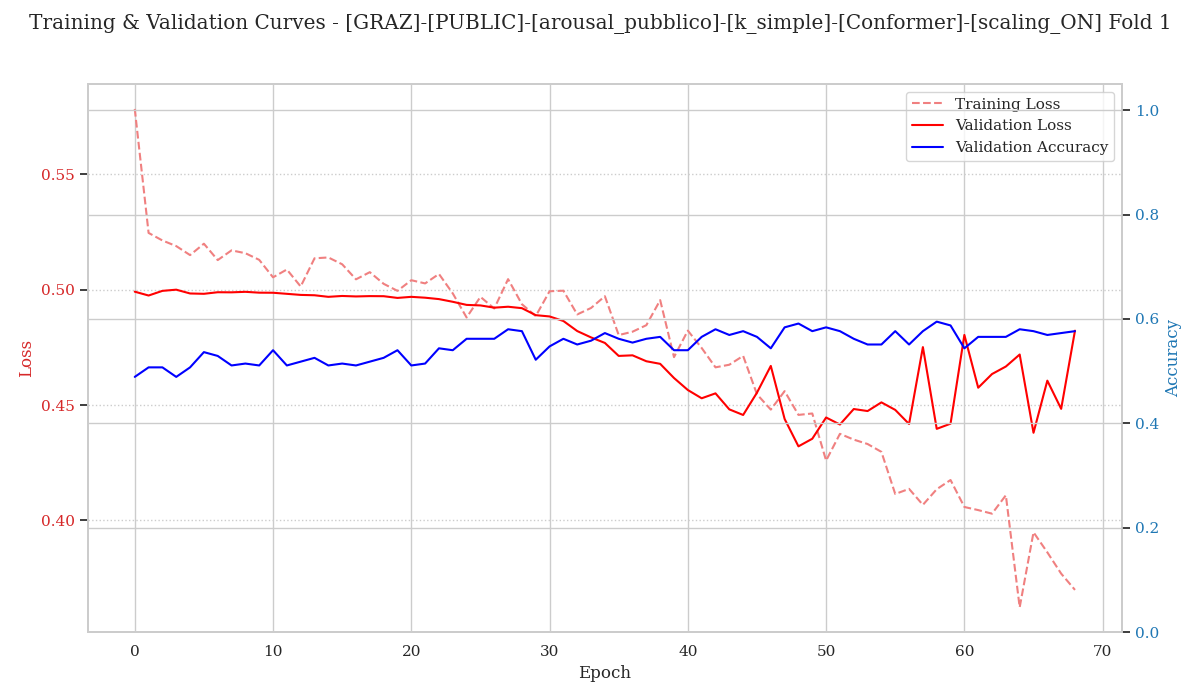 Training & Validation Curves - [GRAZ]-[PUBLIC]-[arousal_pubblico]-[k_simple]-[Conformer]-[scaling_ON] Fold 1
Training Loss
Validation Loss
Validation Accuracy
Loss
0.55
0.50
0.45
0.40
1.0
0.8
0.6
0.4
0.2
0.0
Accuracy
0 10 20 30 40 50 60 70
Epoch